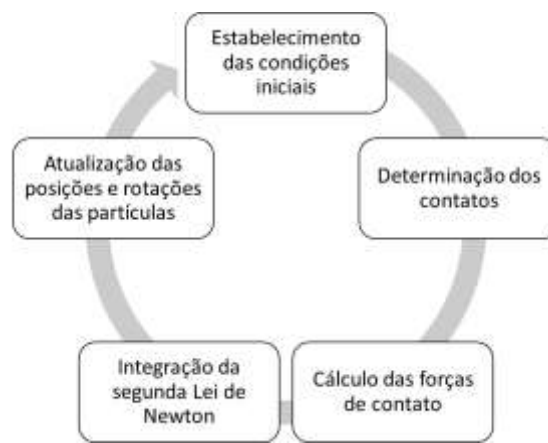 Estabelecimento
das condições
iniciais
Determinação dos
contatos
Cálculo das forças
de contato
Integração da
segunda Lei de
Newton
Atualização das
posições e rotações
das partículas